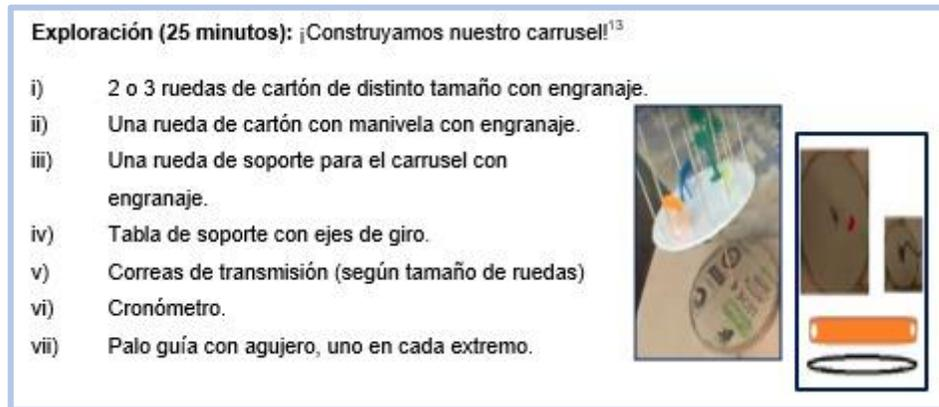 Exploración (25 minutos): ¡Construyamos nuestro carrusel!¹³
i) 2 o 3 ruedas de cartón de distinto tamaño con engranaje.
ii) Una rueda de cartón con manivela con engranaje.
iii) Una rueda de soporte para el carrusel con
engranaje.
iv) Tabla de soporte con ejes de giro.
v) Correas de transmisión (según tamaño de ruedas)
vi) Cronómetro.
vii) Palo guía con agujero, uno en cada extremo.